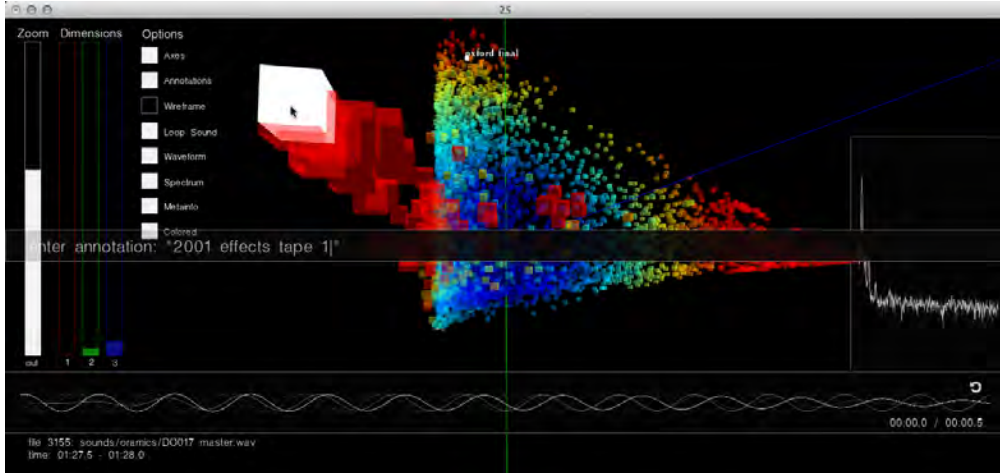 25
Zoom Dimensions Options
Axes
Annotations
Wireframe
Loop Sound
Waveform
Spectrum
Metainfo
Colored
oxford final
enter annotation: "2001 effects tape 1|"
out 1 2 3
00:00.0 / 00:00.5
file 3155: sounds/oramics/DO017 master.wav
time: 01:27.5 - 01:28.0